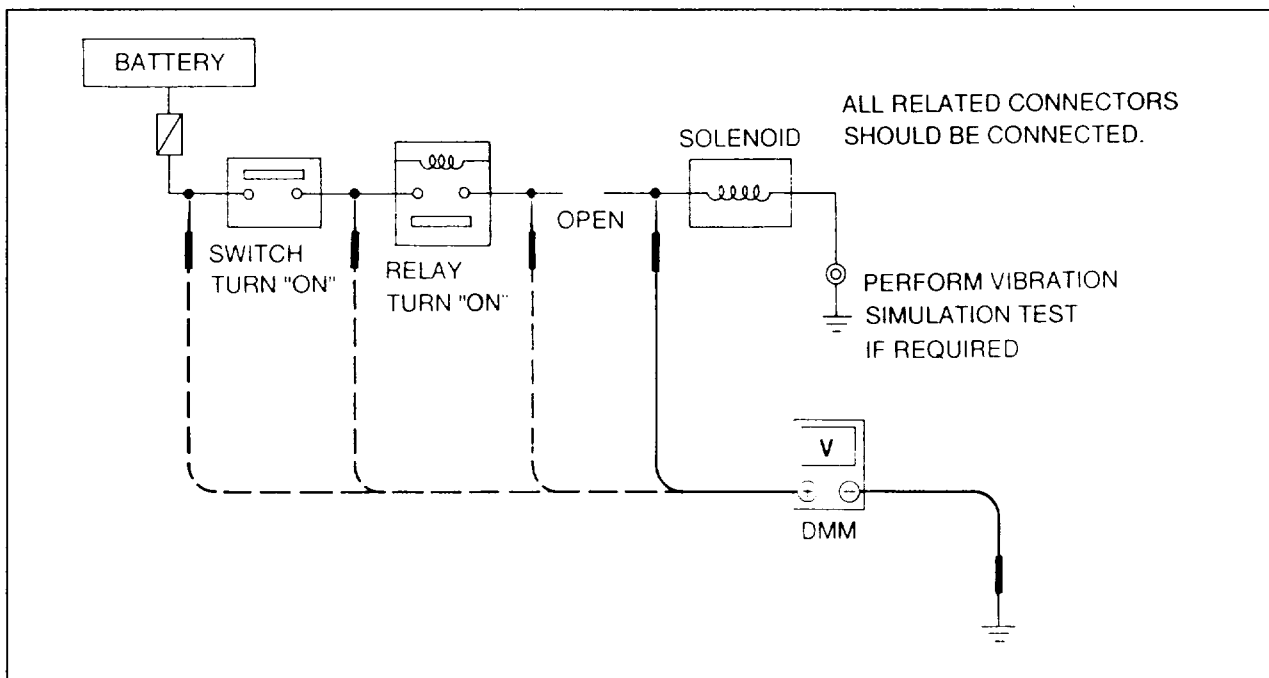 BATTERY
ALL RELATED CONNECTORS
SHOULD BE CONNECTED.
SOLENOID
OPEN
SWITCH
TURN "ON"
RELAY
TURN "ON"
PERFORM VIBRATION
SIMULATION TEST
IF REQUIRED
V
+ −
DMM